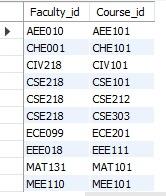 Faculty_id Course_id
AEE010 AEE101
CHE001 CHE101
CIV218 CIV101
CSE218 CSE101
CSE218 CSE212
CSE218 CSE303
ECE099 ECE201
EEE018 EEE111
MAT131 MAT101
MEE110 MEE101